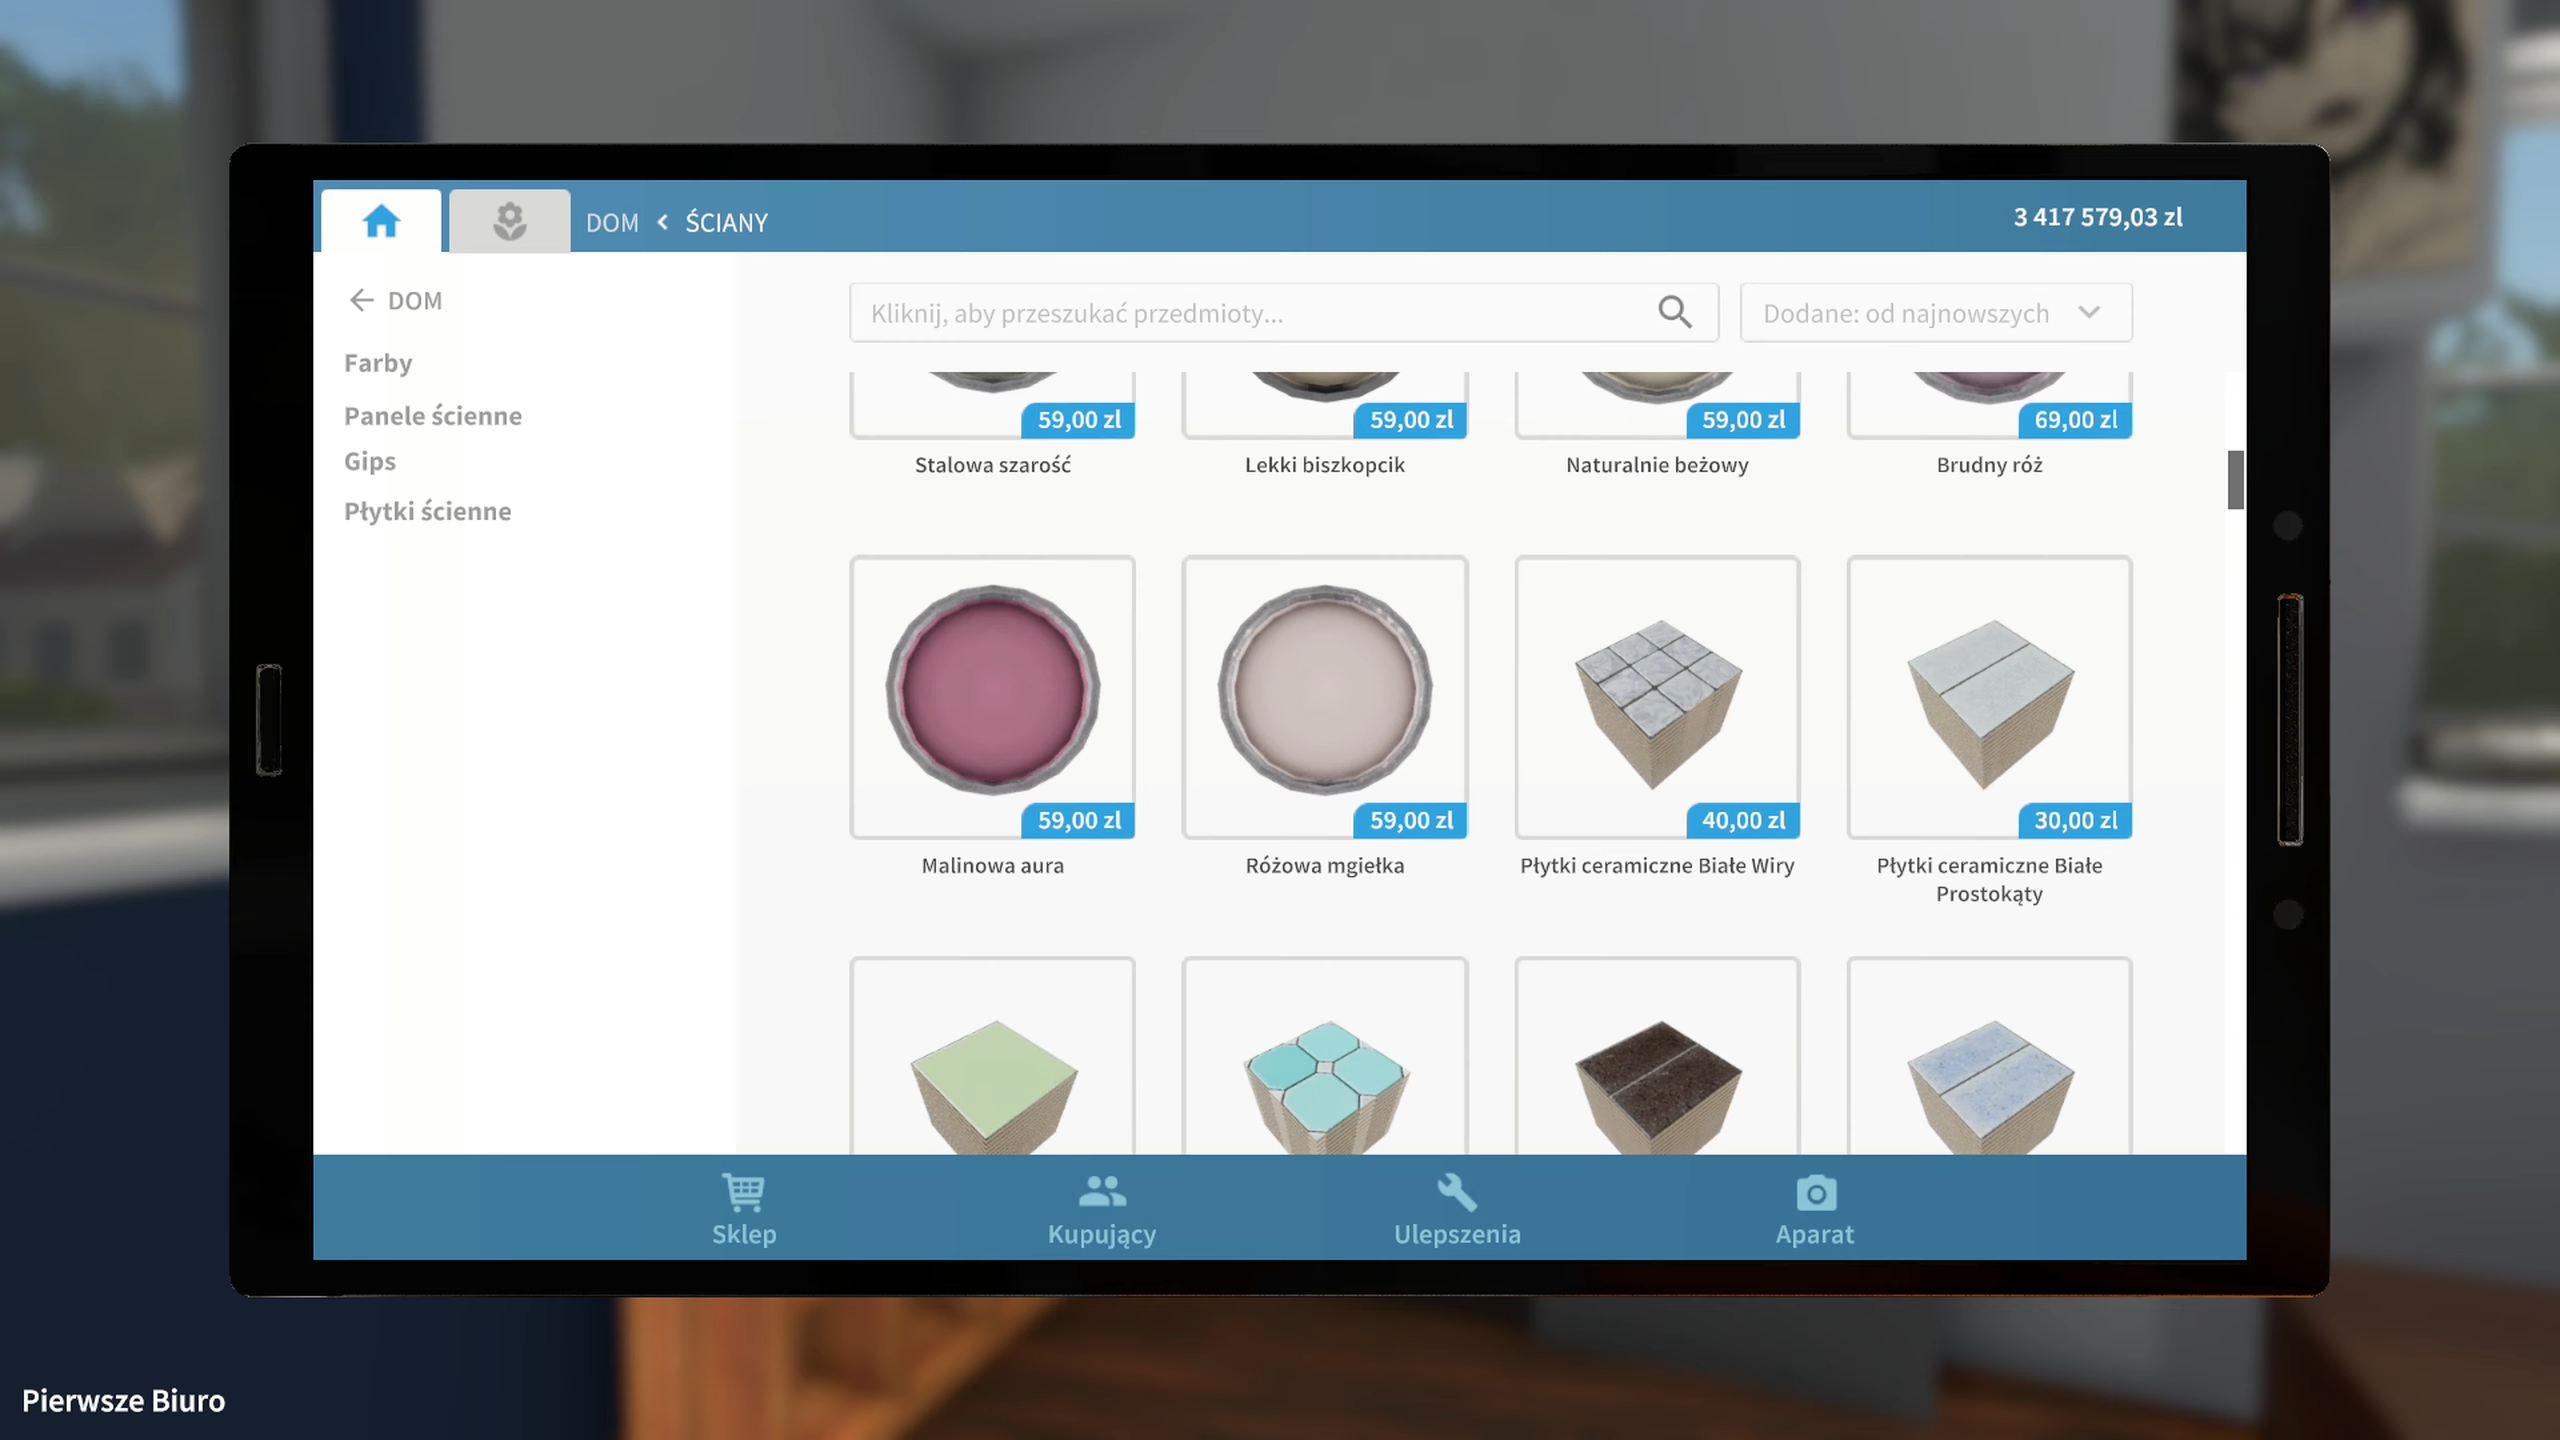 DOM < ŚCIANY
3 417 579,03 zl
← DOM
Kliknij, aby przeszukać przedmioty...
Dodane: od najnowszych
Farby
Panele ścienne
Gips
Płytki ścienne
59,00 zl
59,00 zl
59,00 zl
69,00 zl
Stalowa szarość
Lekki biszkopcik
Naturalnie beżowy
Brudny róż
59,00 zl
59,00 zl
40,00 zl
30,00 zl
Malinowa aura
Różowa mgiełka
Płytki ceramiczne Białe Wiry
Płytki ceramiczne Białe
Prostokąty
Sklep
Kupujący
Ulepszenia
Aparat
Pierwsze Biuro